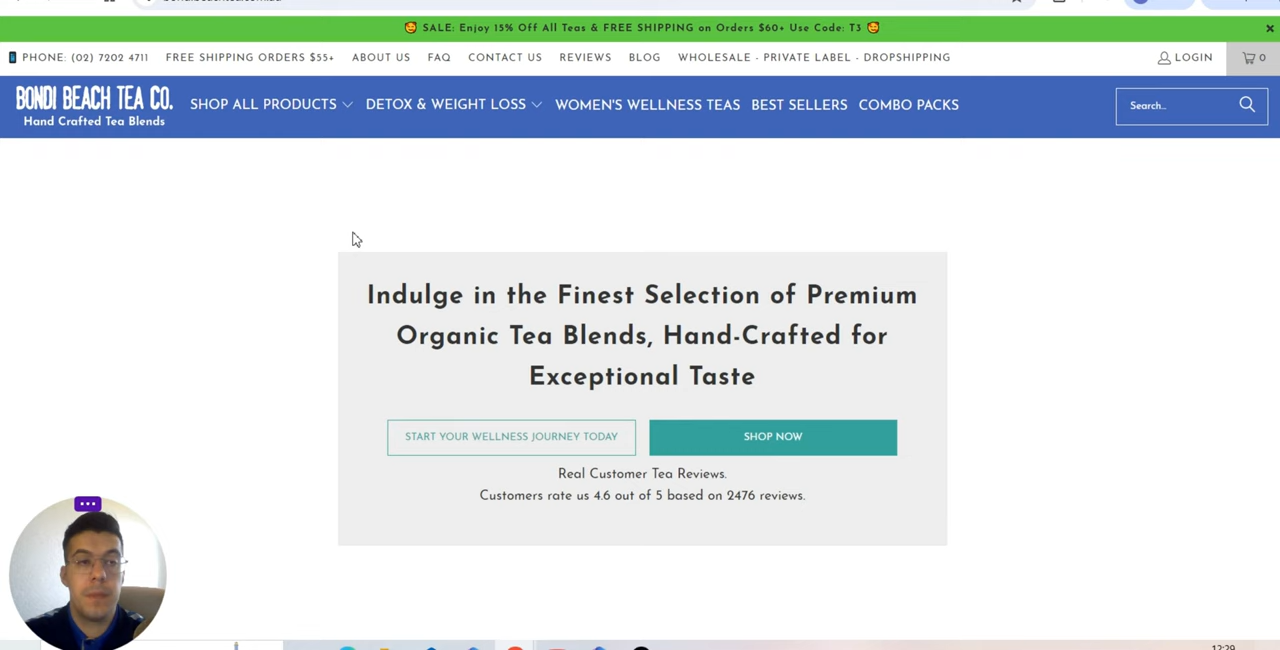 SALE: Enjoy 15% Off All Teas & FREE SHIPPING on Orders $60+ Use Code: T3
PHONE: (02) 7202 4711 FREE SHIPPING ORDERS $55+ ABOUT US FAQ CONTACT US REVIEWS BLOG WHOLESALE - PRIVATE LABEL - DROPSHIPPING LOGIN 0
BONDI BEACH TEA CO.
Hand Crafted Tea Blends
SHOP ALL PRODUCTS DETOX & WEIGHT LOSS WOMEN'S WELLNESS TEAS BEST SELLERS COMBO PACKS Search...
Indulge in the Finest Selection of Premium
Organic Tea Blends, Hand-Crafted for
Exceptional Taste
START YOUR WELLNESS JOURNEY TODAY SHOP NOW
Real Customer Tea Reviews.
Customers rate us 4.6 out of 5 based on 2476 reviews.
12:29